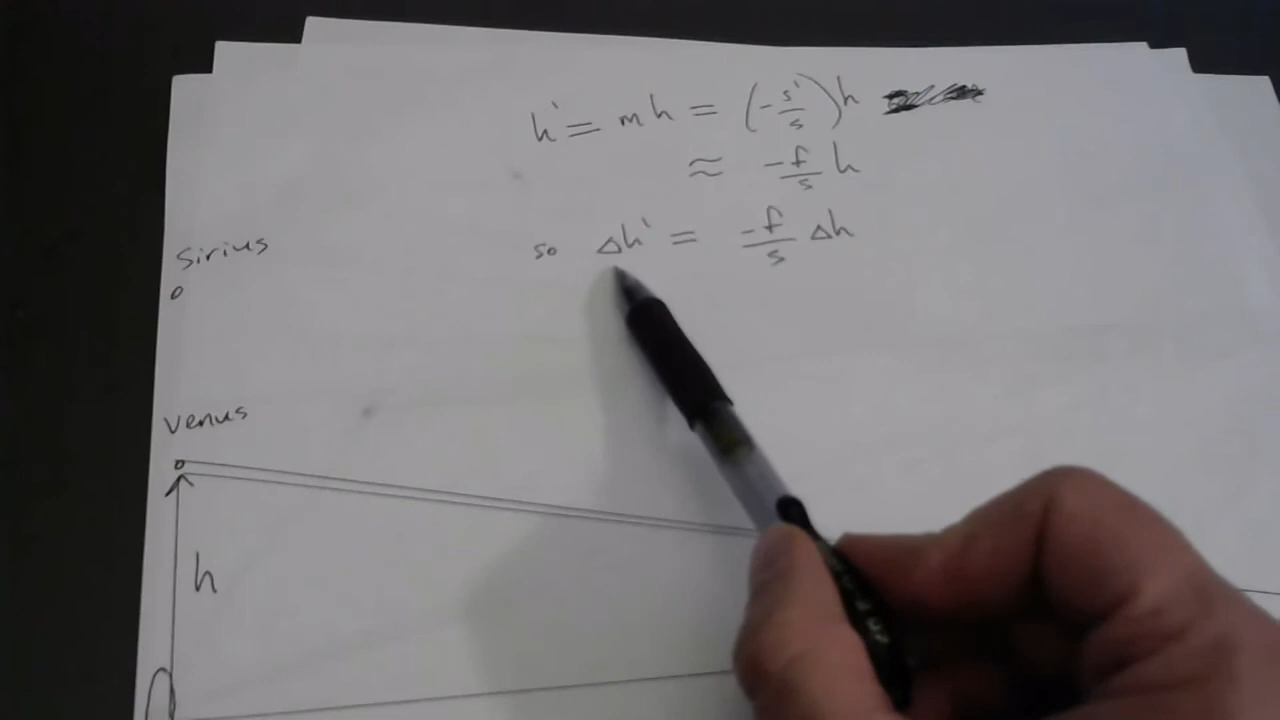 h' = mh = (-s'/s)h
≈ -f/s h
so Δh' = -f/s Δh
Sirius
Venus
h